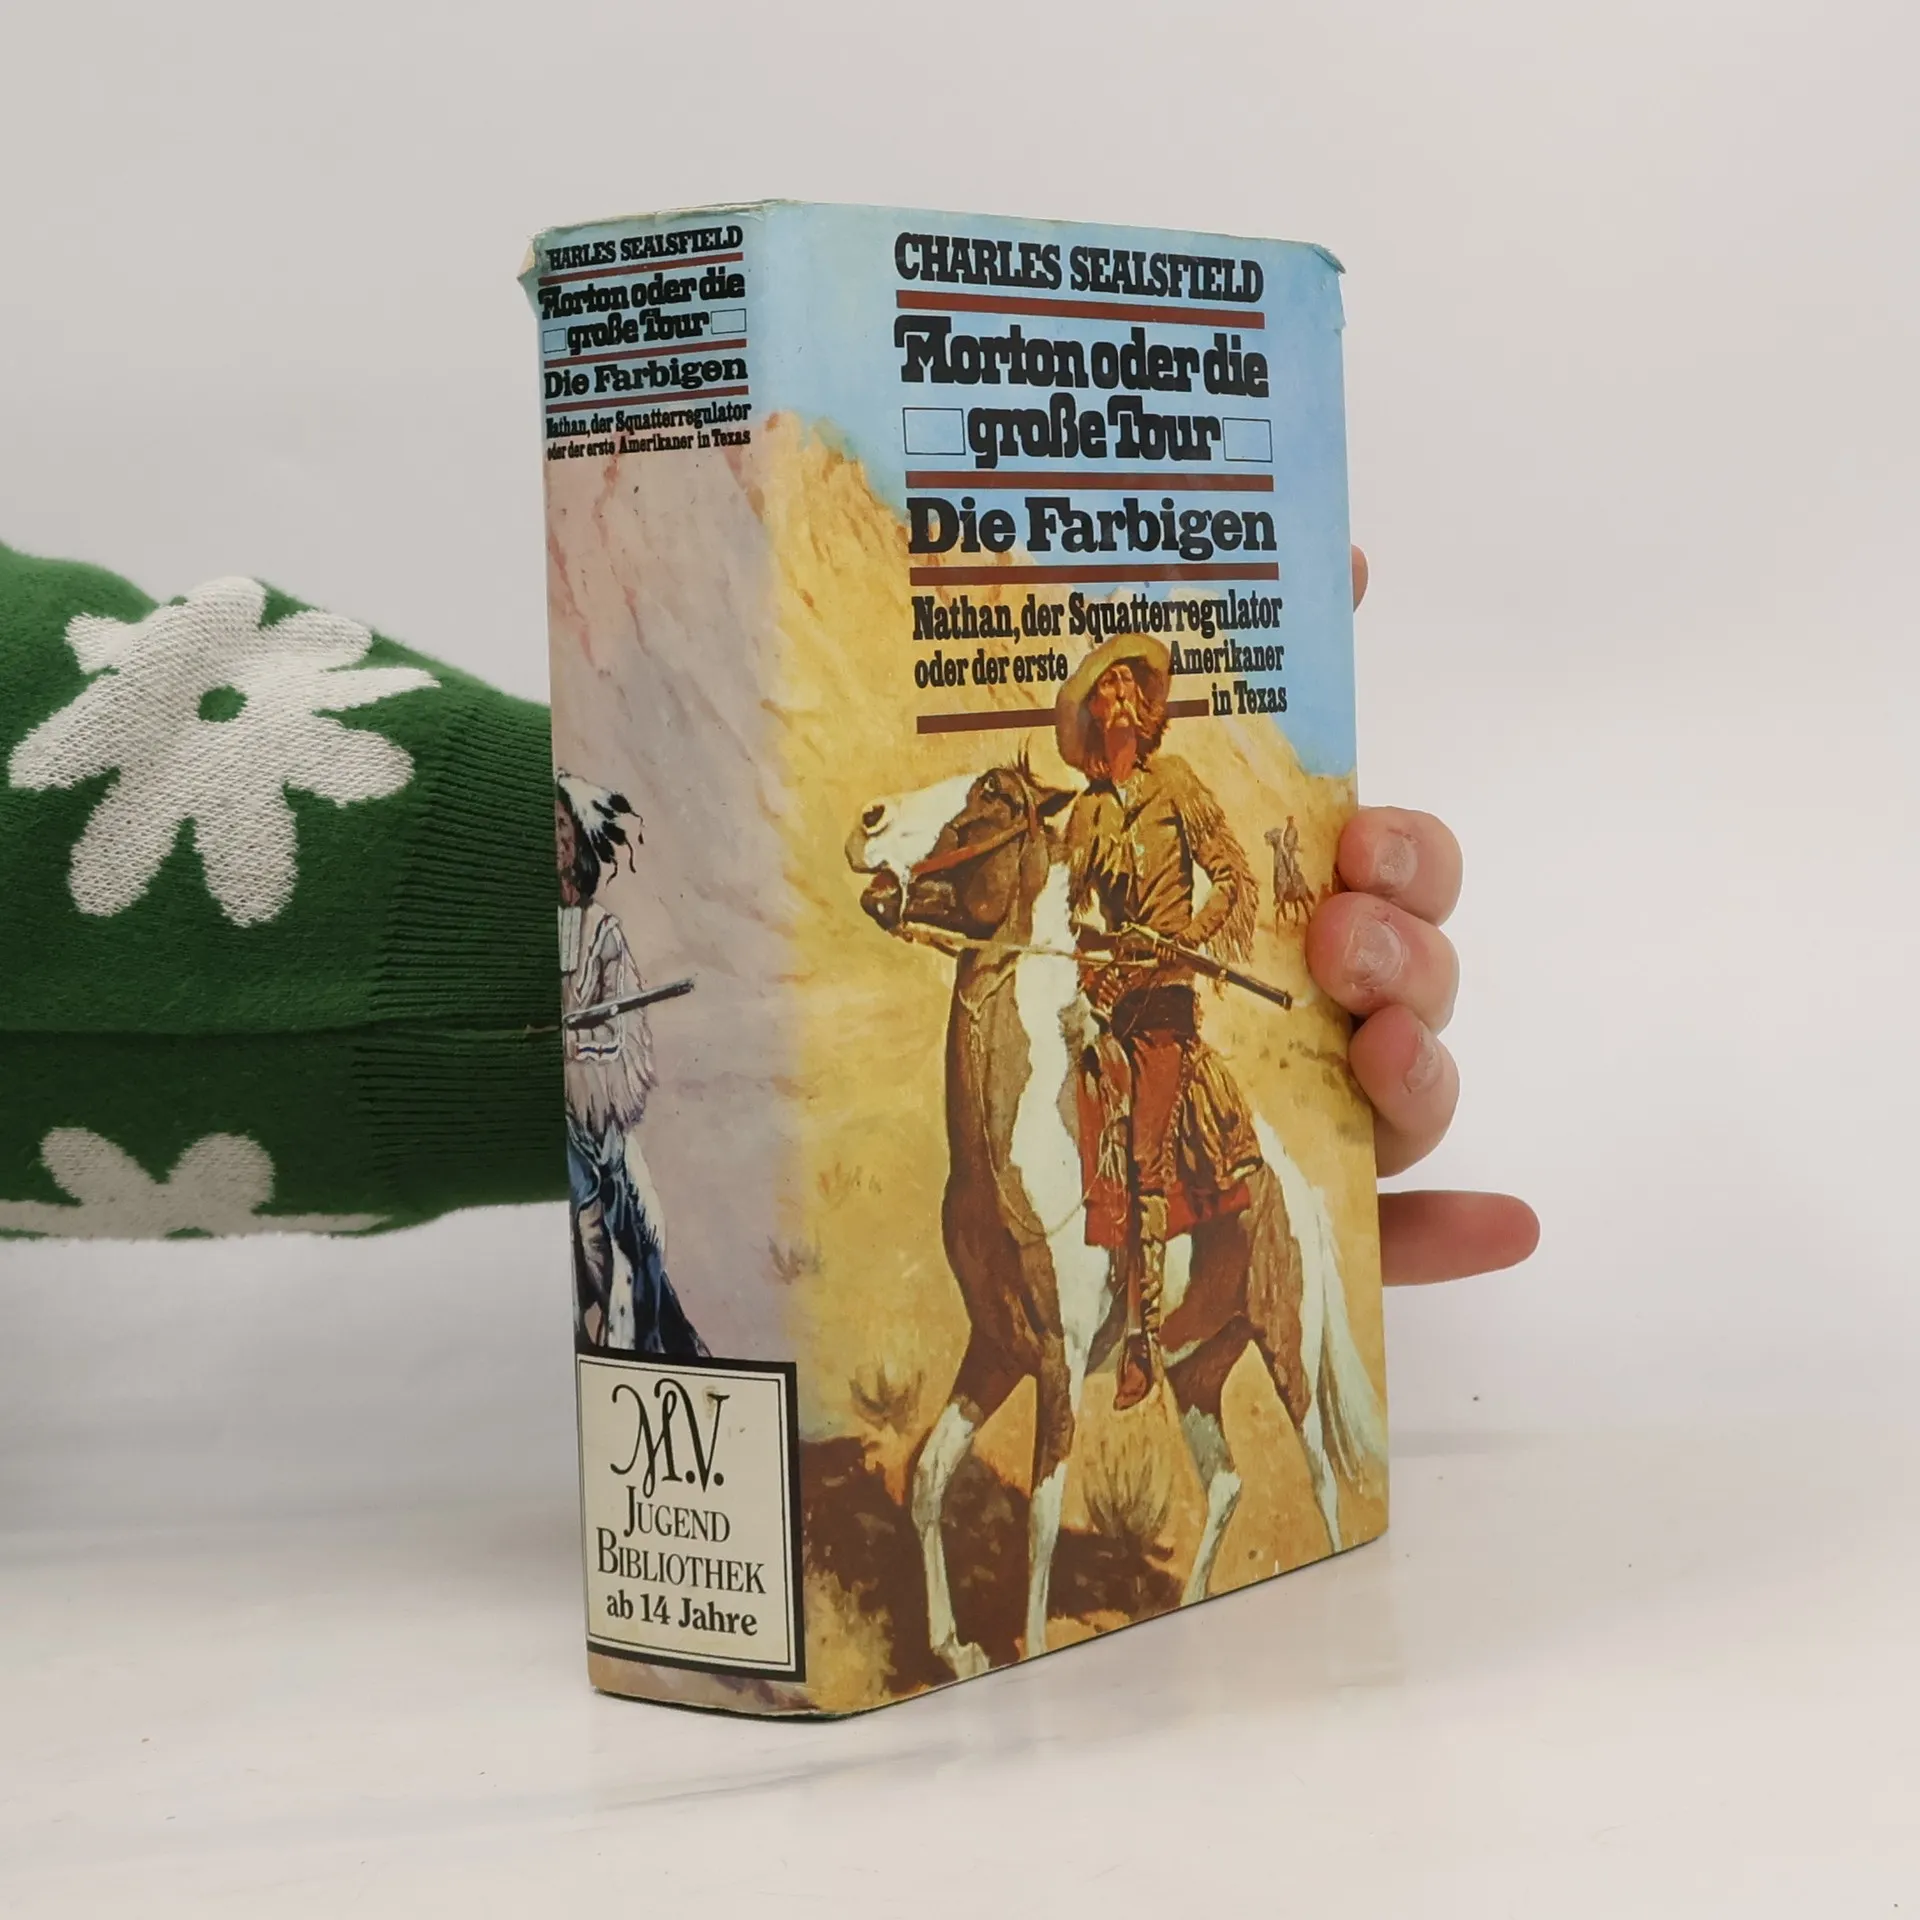 CHARLES SEALSFIELD
Morton oder die
große Tour
Die Farbigen
Nathan, der Squatterregulator
oder der erste Amerikaner in Texas
M.V.
JUGEND
BIBLIOTHEK
ab 14 Jahre
CHARLES SEALSFIELD
Morton oder die
große Tour
Die Farbigen
Nathan, der Squatterregulator
oder der erste Amerikaner
in Texas